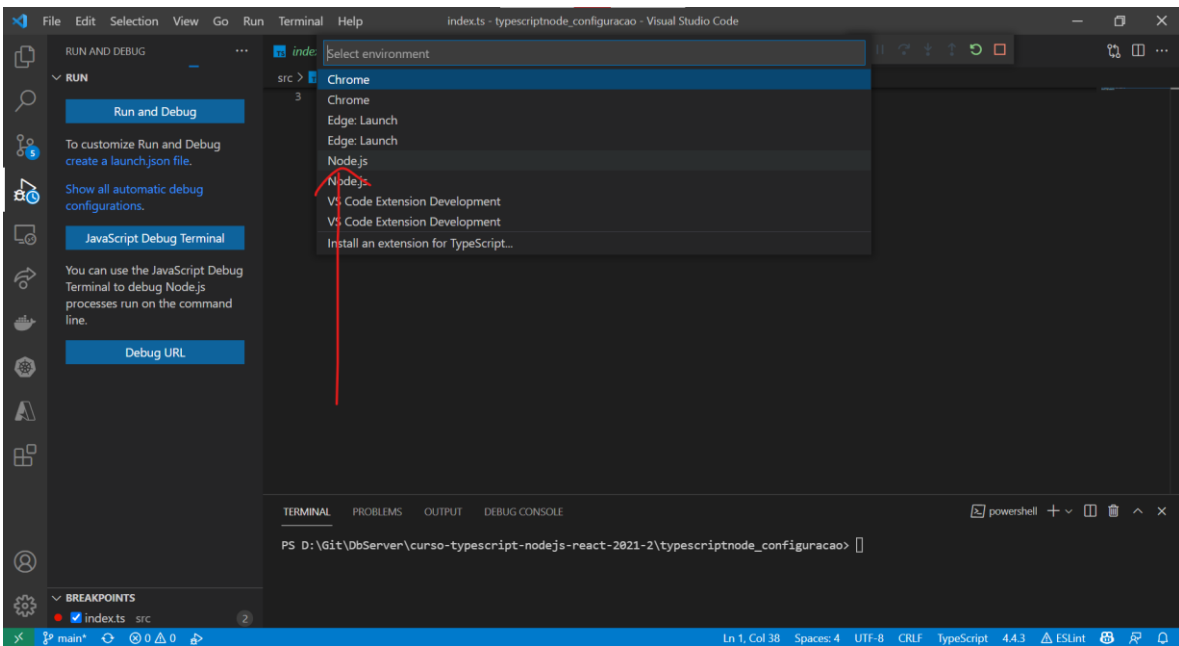 File Edit Selection View Go Run Terminal Help
index.ts - typescriptnode_configuracao - Visual Studio Code
RUN AND DEBUG
RUN
Run and Debug
To customize Run and Debug
create a launch.json file.
Show all automatic debug
configurations.
JavaScript Debug Terminal
You can use the JavaScript Debug
Terminal to debug Node.js
processes run on the command
line.
Debug URL
BREAKPOINTS
index.ts src 2
5
TS inde
Select environment
src >
3
Chrome
Chrome
Edge: Launch
Edge: Launch
Node.js
Node.js
VS Code Extension Development
VS Code Extension Development
Install an extension for TypeScript...
TERMINAL PROBLEMS OUTPUT DEBUG CONSOLE
powershell
PS D:\Git\DbServer\curso-typescript-nodejs-react-2021-2\typescriptnode_configuracao>
main* 0 0
Ln 1, Col 38 Spaces: 4 UTF-8 CRLF TypeScript 4.4.3 ESLint